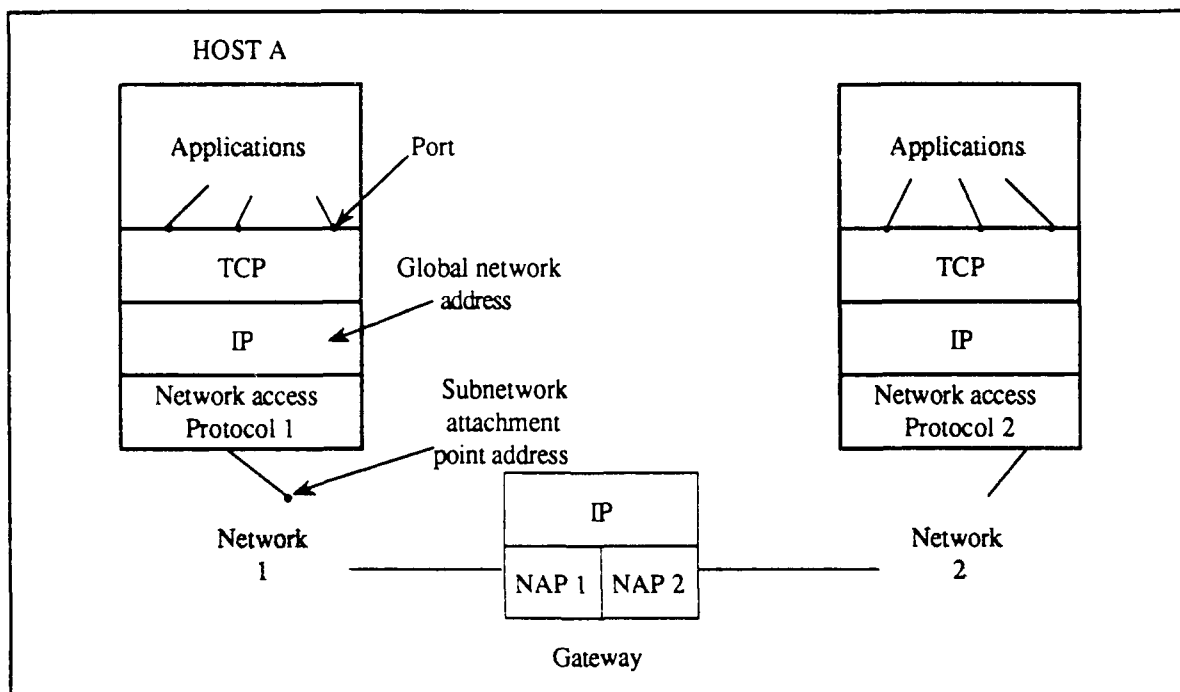 HOST A
Applications
Port
TCP
Global network
address
IP
Network access
Protocol 1
Subnetwork
attachment
point address
Network
1
Applications
TCP
IP
Network access
Protocol 2
Network
2
IP
NAP 1
NAP 2
Gateway